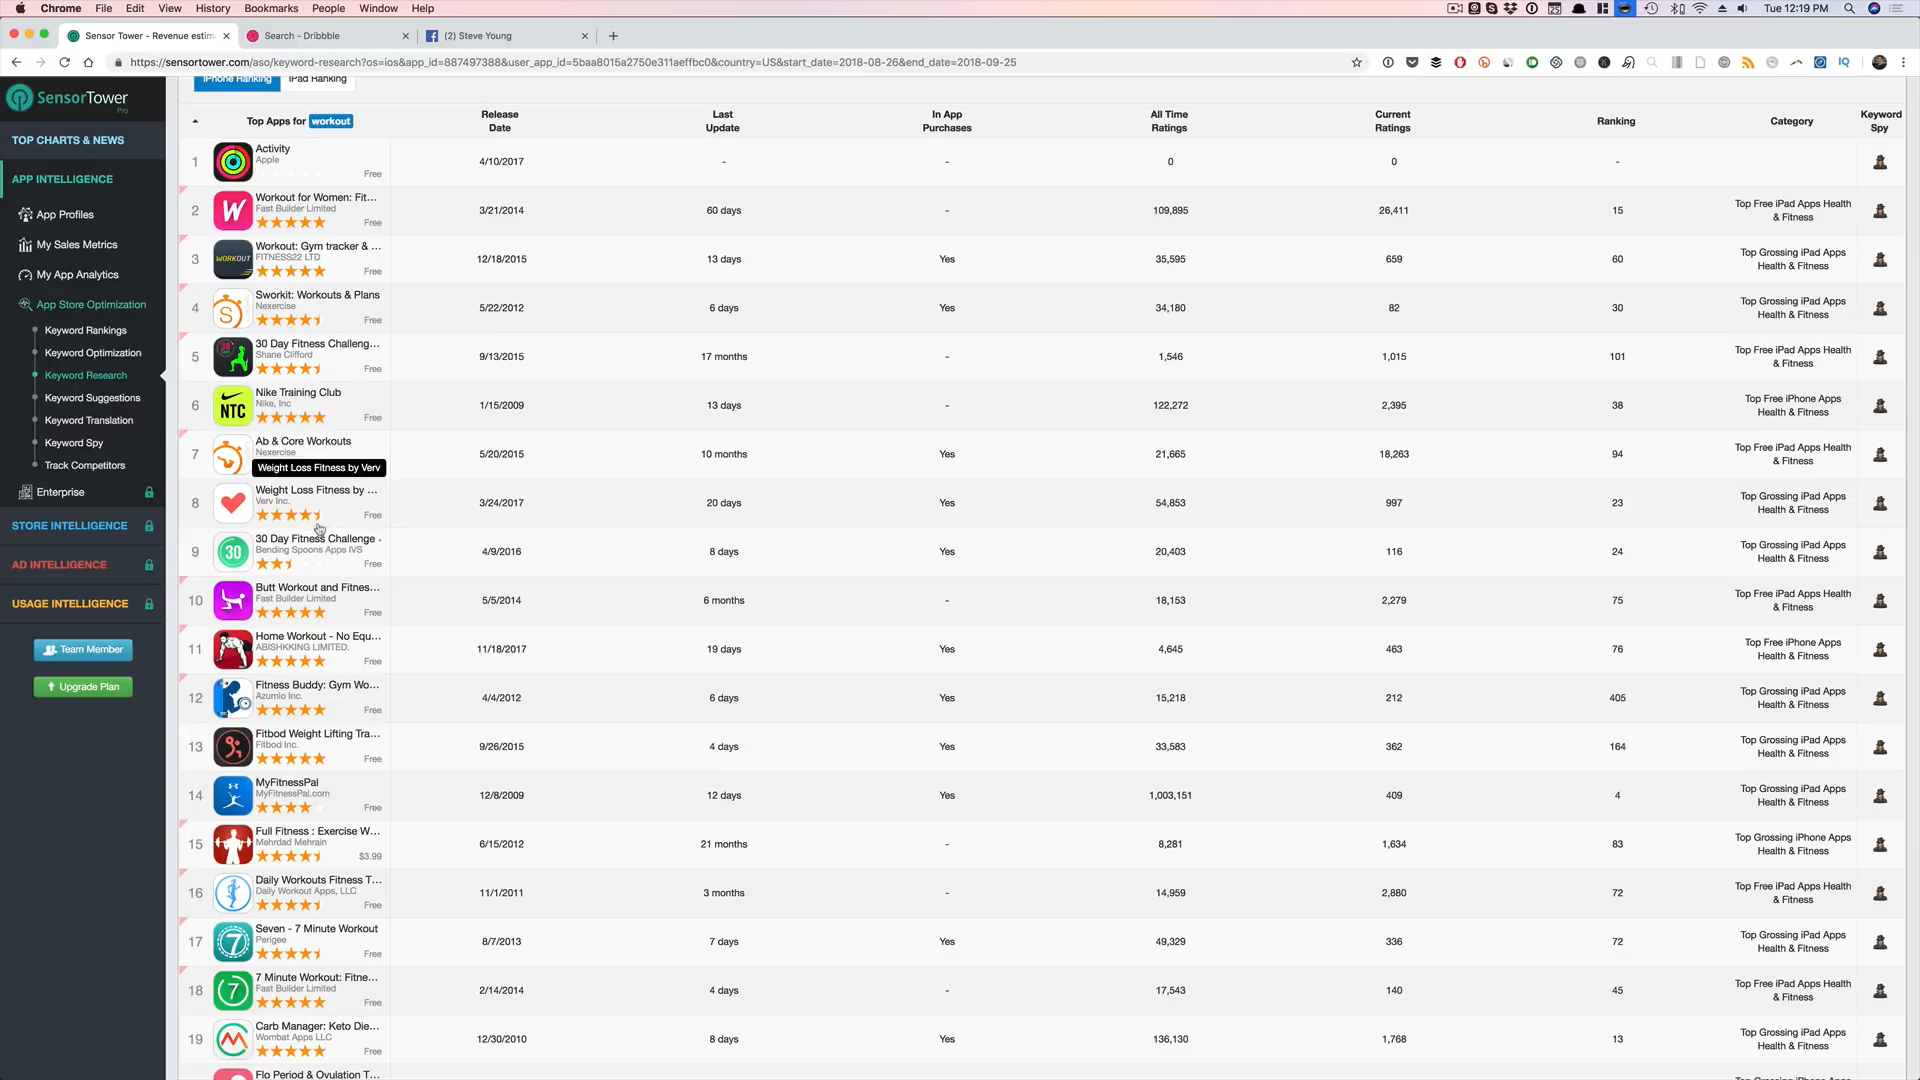 Chrome File Edit View History Bookmarks People Window Help Tue 12:19 PM
Sensor Tower - Revenue estim Search - Dribbble (2) Steve Young
https://sensortower.com/aso/keyword-research?os=ios&app_id=887497388&user_app_id=5baa8015a2750e311aeffbc0&country=US&start_date=2018-08-26&end_date=2018-09-25
SensorTower
Pro
TOP CHARTS & NEWS
APP INTELLIGENCE
App Profiles
My Sales Metrics
My App Analytics
App Store Optimization
Keyword Rankings
Keyword Optimization
Keyword Research
Keyword Suggestions
Keyword Translation
Keyword Spy
Track Competitors
Enterprise
STORE INTELLIGENCE
AD INTELLIGENCE
USAGE INTELLIGENCE
Team Member
Upgrade Plan
iPhone Ranking iPad Ranking
Top Apps for workout
Release Date
Last Update
In App Purchases
All Time Ratings
Current Ratings
Ranking
Category
Keyword Spy
1 Activity Apple Free 4/10/2017 - - 0 0 -
2 Workout for Women: Fit... Fast Builder Limited Free 3/21/2014 60 days - 109,895 26,411 15 Top Free iPad Apps Health & Fitness
3 Workout: Gym tracker & ... FITNESS22 LTD Free 12/18/2015 13 days Yes 35,595 659 60 Top Grossing iPad Apps Health & Fitness
4 Sworkit: Workouts & Plans Nexercise Free 5/22/2012 6 days Yes 34,180 82 30 Top Grossing iPad Apps Health & Fitness
5 30 Day Fitness Challeng... Shane Clifford Free 9/13/2015 17 months - 1,546 1,015 101 Top Free iPad Apps Health & Fitness
6 Nike Training Club Nike, Inc Free 1/15/2009 13 days - 122,272 2,395 38 Top Free iPhone Apps Health & Fitness
7 Ab & Core Workouts Nexercise 5/20/2015 10 months Yes 21,665 18,263 94 Top Free iPad Apps Health & Fitness
Weight Loss Fitness by Verv
8 Weight Loss Fitness by ... Verv Inc. Free 3/24/2017 20 days Yes 54,853 997 23 Top Grossing iPad Apps Health & Fitness
9 30 Day Fitness Challenge - Bending Spoons Apps IVS Free 4/9/2016 8 days Yes 20,403 116 24 Top Grossing iPad Apps Health & Fitness
10 Butt Workout and Fitnes... Fast Builder Limited Free 5/5/2014 6 months - 18,153 2,279 75 Top Free iPad Apps Health & Fitness
11 Home Workout - No Equ... ABISHKKING LIMITED. Free 11/18/2017 19 days Yes 4,645 463 76 Top Free iPhone Apps Health & Fitness
12 Fitness Buddy: Gym Wo... Azumio Inc. Free 4/4/2012 6 days Yes 15,218 212 405 Top Grossing iPad Apps Health & Fitness
13 Fitbod Weight Lifting Tra... Fitbod Inc. Free 9/26/2015 4 days Yes 33,583 362 164 Top Grossing iPad Apps Health & Fitness
14 MyFitnessPal MyFitnessPal.com Free 12/8/2009 12 days Yes 1,003,151 409 4 Top Grossing iPad Apps Health & Fitness
15 Full Fitness : Exercise W... Mehrdad Mehrain $3.99 6/15/2012 21 months - 8,281 1,634 83 Top Grossing iPhone Apps Health & Fitness
16 Daily Workouts Fitness T... Daily Workout Apps, LLC Free 11/1/2011 3 months - 14,959 2,880 72 Top Free iPad Apps Health & Fitness
17 Seven - 7 Minute Workout Perigee Free 8/7/2013 7 days Yes 49,329 336 72 Top Grossing iPad Apps Health & Fitness
18 7 Minute Workout: Fitne... Fast Builder Limited Free 2/14/2014 4 days - 17,543 140 45 Top Free iPad Apps Health & Fitness
19 Carb Manager: Keto Die... Wombat Apps LLC Free 12/30/2010 8 days Yes 136,130 1,768 13 Top Grossing iPad Apps Health & Fitness
Flo Period & Ovulation T...